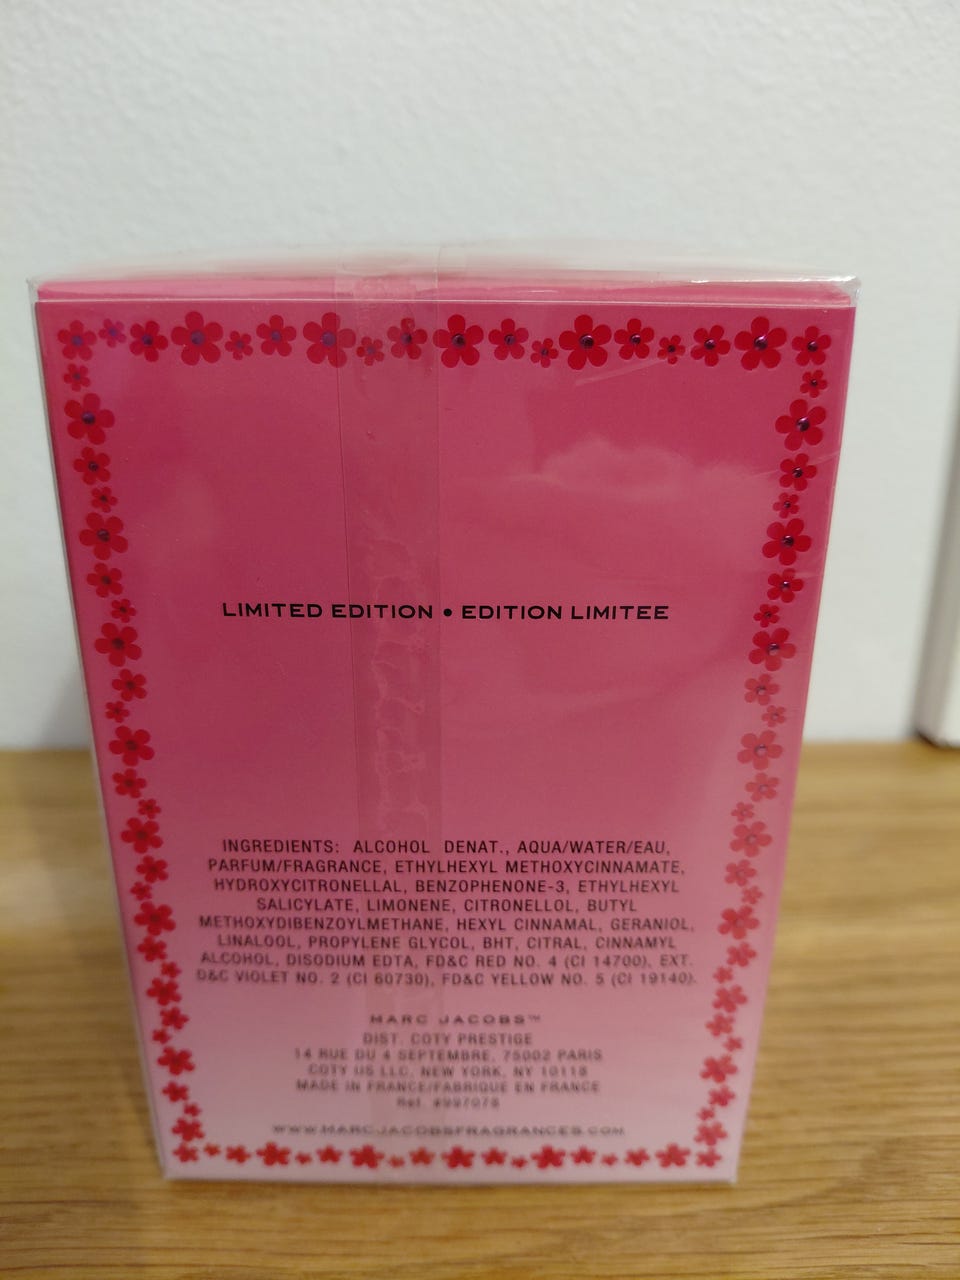 LIMITED EDITION • EDITION LIMITEE
INGREDIENTS: ALCOHOL DENAT., AQUA/WATER/EAU,
PARFUM/FRAGRANCE, ETHYLHEXYL METHOXYCINNAMATE,
HYDROXYCITRONELLAL, BENZOPHENONE-3, ETHYLHEXYL
SALICYLATE, LIMONENE, CITRONELLOL, BUTYL
METHOXYDIBENZOYLMETHANE, HEXYL CINNAMAL, GERANIOL,
LINALOOL, PROPYLENE GLYCOL, BHT, CITRAL, CINNAMYL
ALCOHOL, DISODIUM EDTA, FD&C RED NO. 4 (CI 14700), EXT.
D&C VIOLET NO. 2 (CI 60730), FD&C YELLOW NO. 5 (CI 19140).
MARC JACOBS™
DIST. COTY PRESTIGE
14 RUE DU 4 SEPTEMBRE, 75002 PARIS
COTY US LLC, NEW YORK, NY 10118
MADE IN FRANCE/FABRIQUÉ EN FRANCE
Ref. #997078
WWW.MARCJACOBSFRAGRANCES.COM